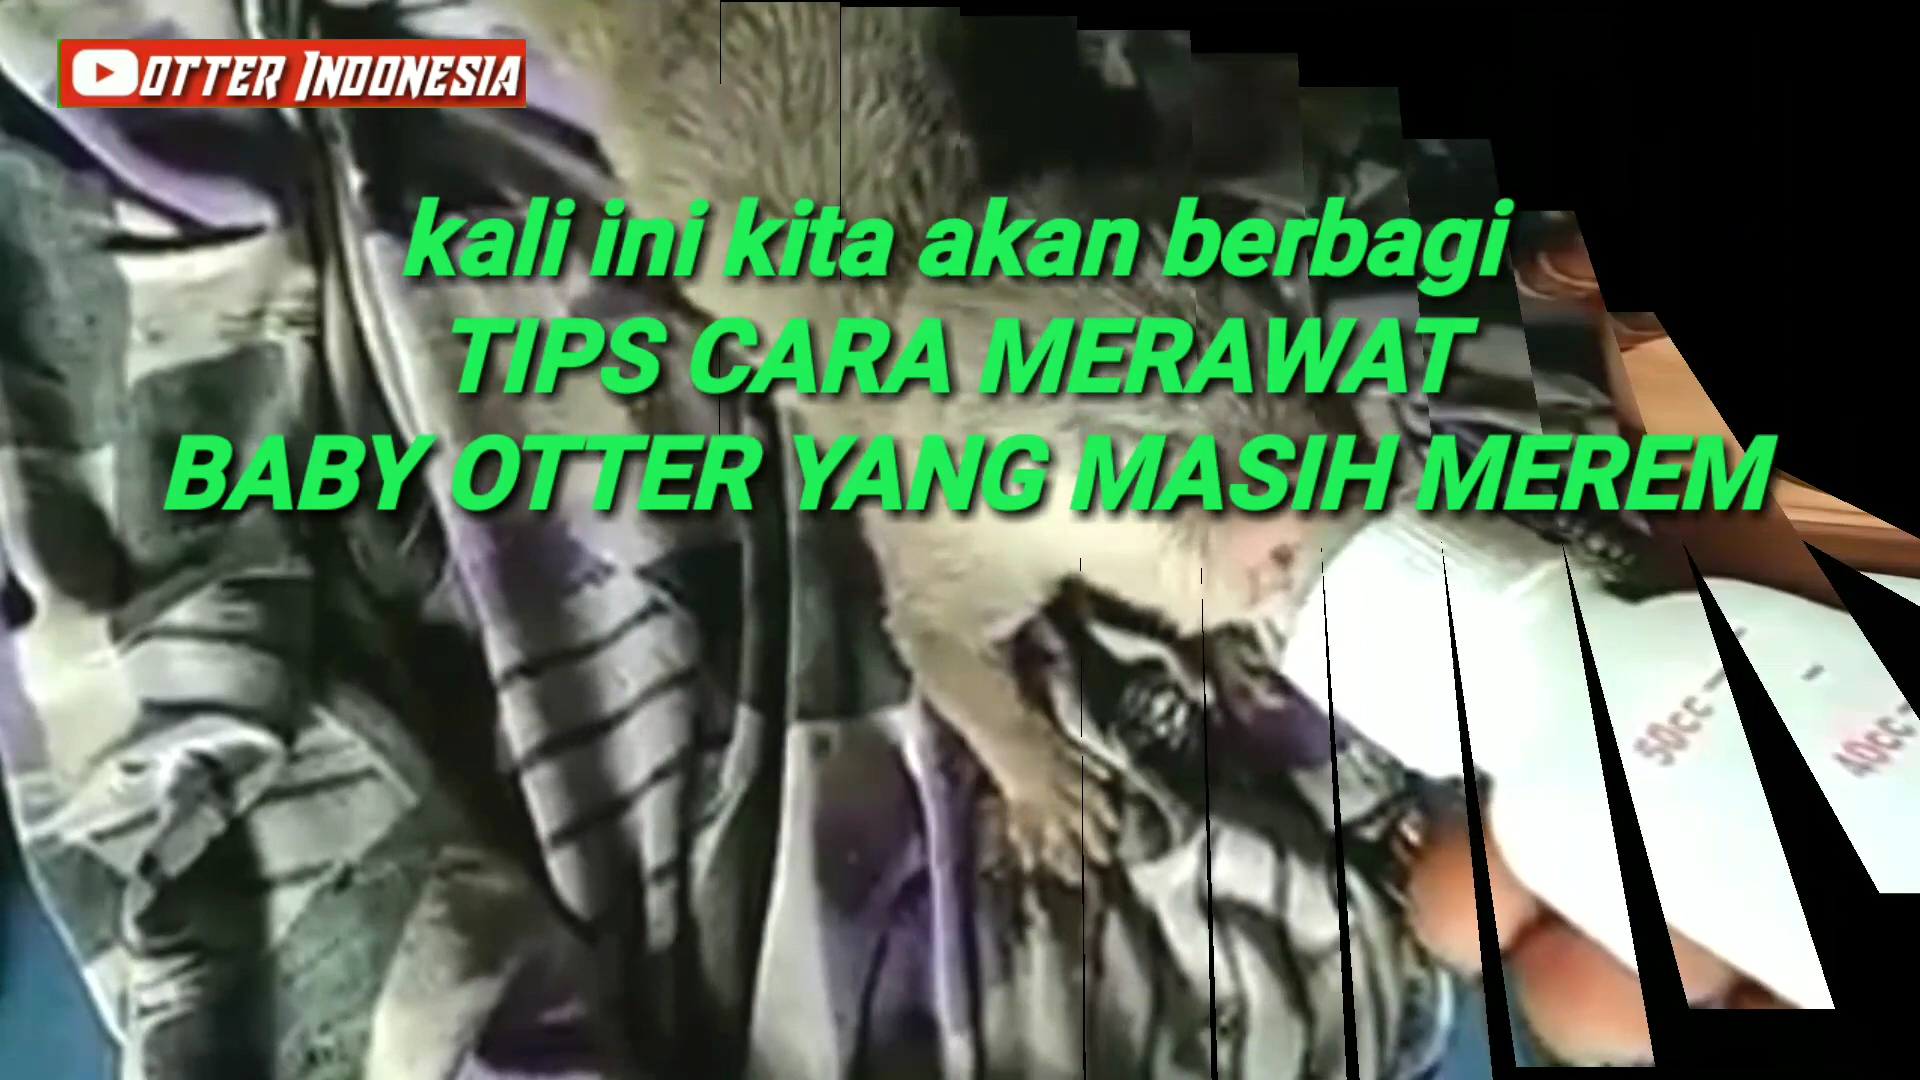 OTTER INDONESIA
kali ini kita akan berbagi
TIPS CARA MERAWAT
BABY OTTER YANG MASIH MEREM
50cc
40cc